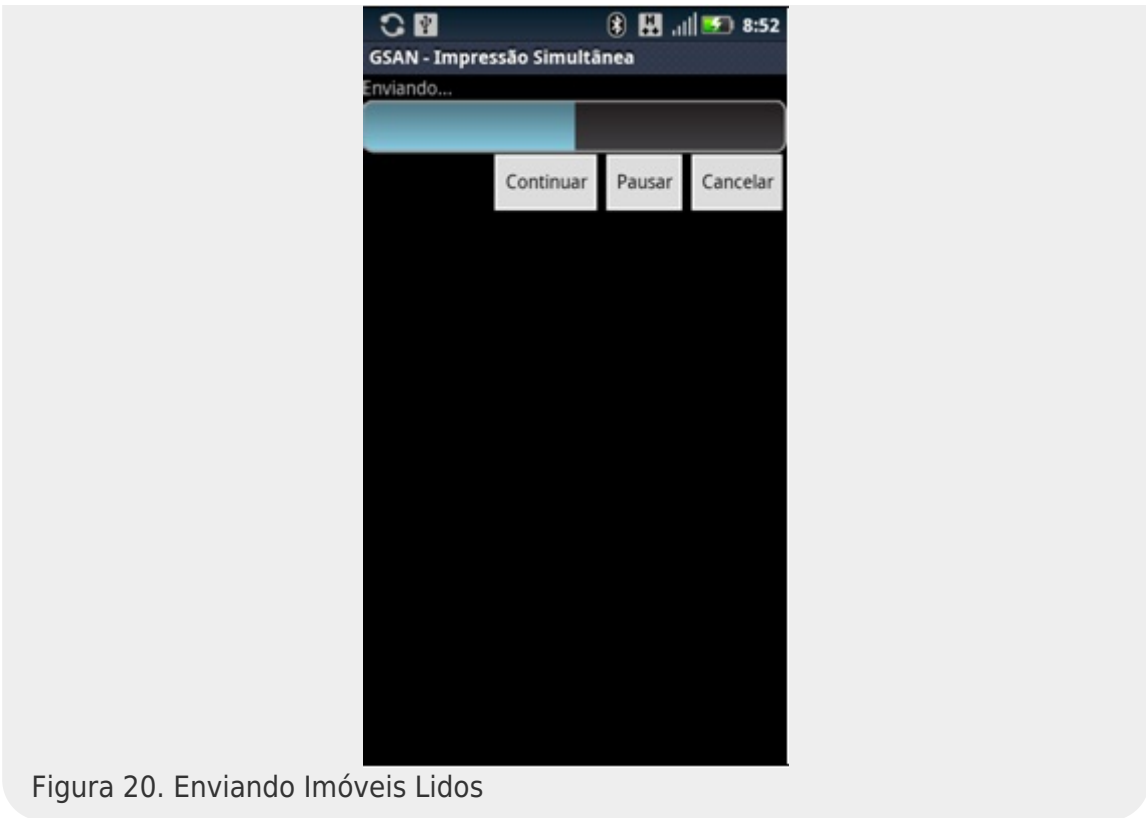 8:52
GSAN - Impressão Simultânea
Enviando...
Continuar Pausar Cancelar
Figura 20. Enviando Imóveis Lidos